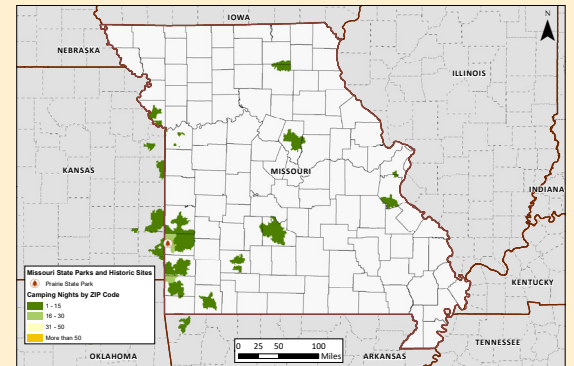 IOWA
N
NEBRASKA
ILLINOIS
KANSAS
MISSOURI
INDIANA
Missouri State Parks and Historic Sites
Prairie State Park
Camping Nights by ZIP Code
1 - 15
16 - 30
31 - 50
More than 50
KENTUCKY
TENNESSEE
OKLAHOMA
ARKANSAS
0 25 50 100
Miles